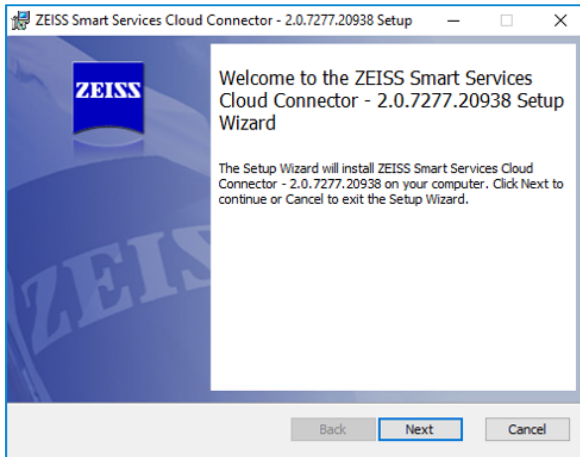 ZEISS Smart Services Cloud Connector - 2.0.7277.20938 Setup
ZEISS
Welcome to the ZEISS Smart Services
Cloud Connector - 2.0.7277.20938 Setup
Wizard
The Setup Wizard will install ZEISS Smart Services Cloud
Connector - 2.0.7277.20938 on your computer. Click Next to
continue or Cancel to exit the Setup Wizard.
ZEISS
Back Next Cancel